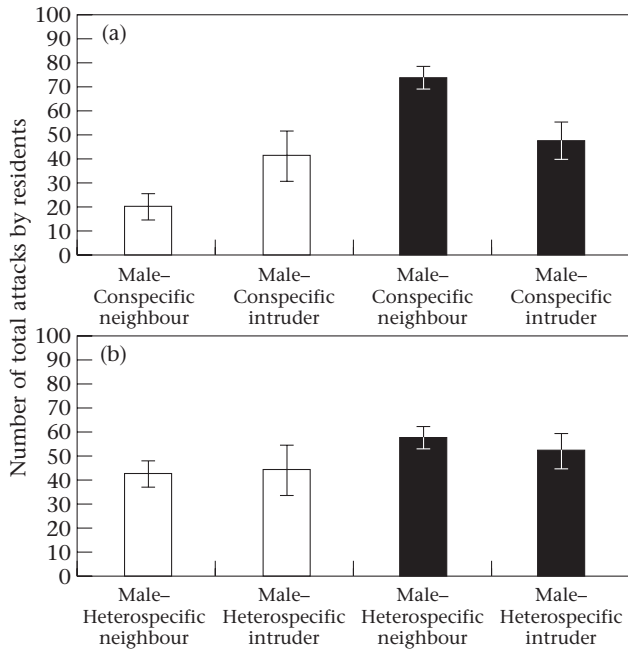 Number of total attacks by residents
(a)
100
90
80
70
60
50
40
30
20
10
0
Male–
Conspecific
neighbour
Male–
Conspecific
intruder
Male–
Conspecific
neighbour
Male–
Conspecific
intruder
(b)
100
90
80
70
60
50
40
30
20
10
0
Male–
Heterospecific
neighbour
Male–
Heterospecific
intruder
Male–
Heterospecific
neighbour
Male–
Heterospecific
intruder